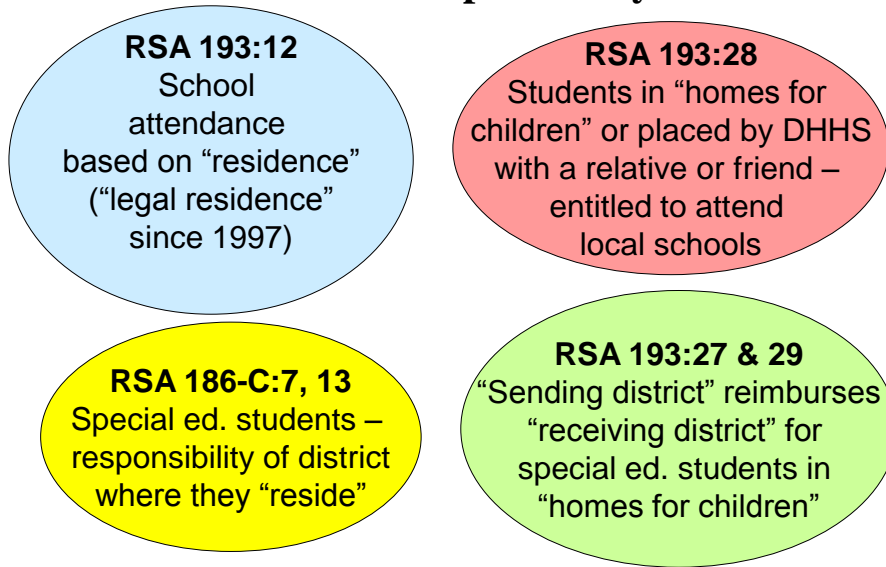 RSA 193:12
School
attendance
based on “residence”
(“legal residence”
since 1997)
RSA 193:28
Students in “homes for
children” or placed by DHHS
with a relative or friend –
entitled to attend
local schools
RSA 186-C:7, 13
Special ed. students –
responsibility of district
where they “reside”
RSA 193:27 & 29
“Sending district” reimburses
“receiving district” for
special ed. students in
“homes for children”